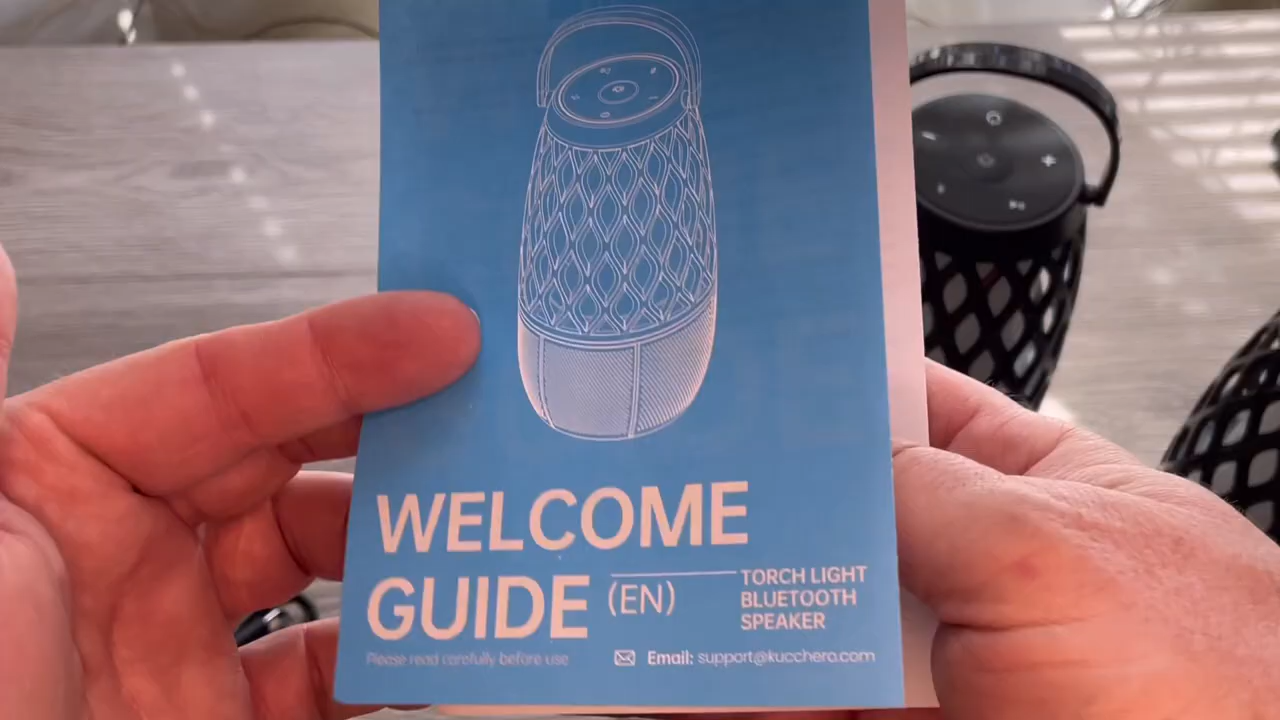 WELCOME
GUIDE (EN)
TORCH LIGHT
BLUETOOTH
SPEAKER
Please read carefully before use
Email: support@kucchero.com